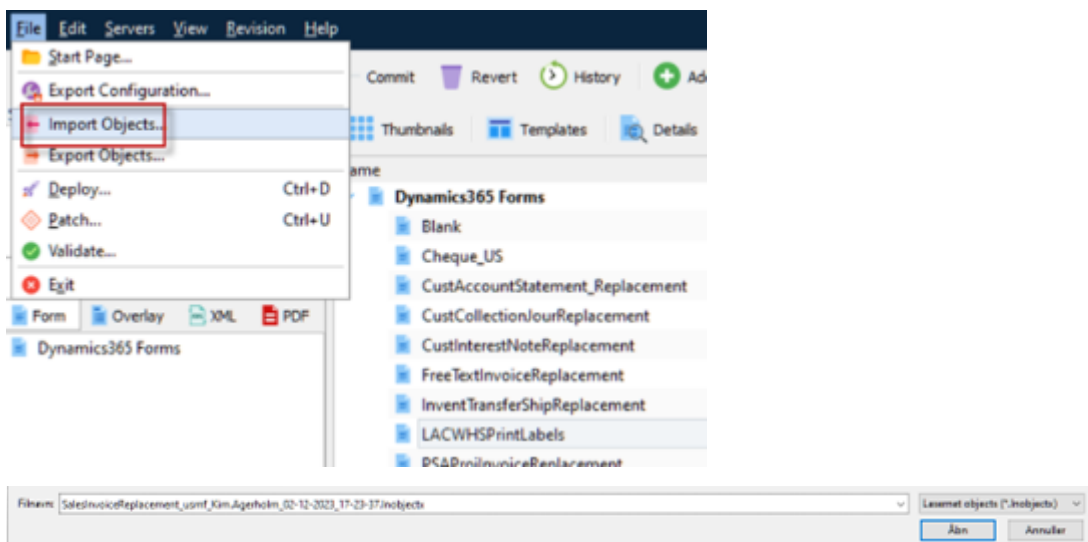 File Edit Servers View Revision Help
Start Page...
Export Configuration...
Import Objects...
Export Objects...
Deploy... Ctrl+D
Patch... Ctrl+U
Validate...
Exit
Commit Revert History
Thumbnails Templates Details
Dynamics365 Forms
Blank
Cheque_US
CustAccountStatement_Replacement
CustCollectionJourReplacement
CustInterestNoteReplacement
FreeTextInvoiceReplacement
InventTransferShipReplacement
LACWHSPrintLabels
PSAProjInvoiceReplacement
Form Overlay XML PDF
Dynamics365 Forms
Filnavn: SalesInvoiceReplacement_usmf_Kim.Agerholm_02-12-2023_17-23-37.lnobjects
Lasernet objects (*.lnobjects)
Åbn Annuller